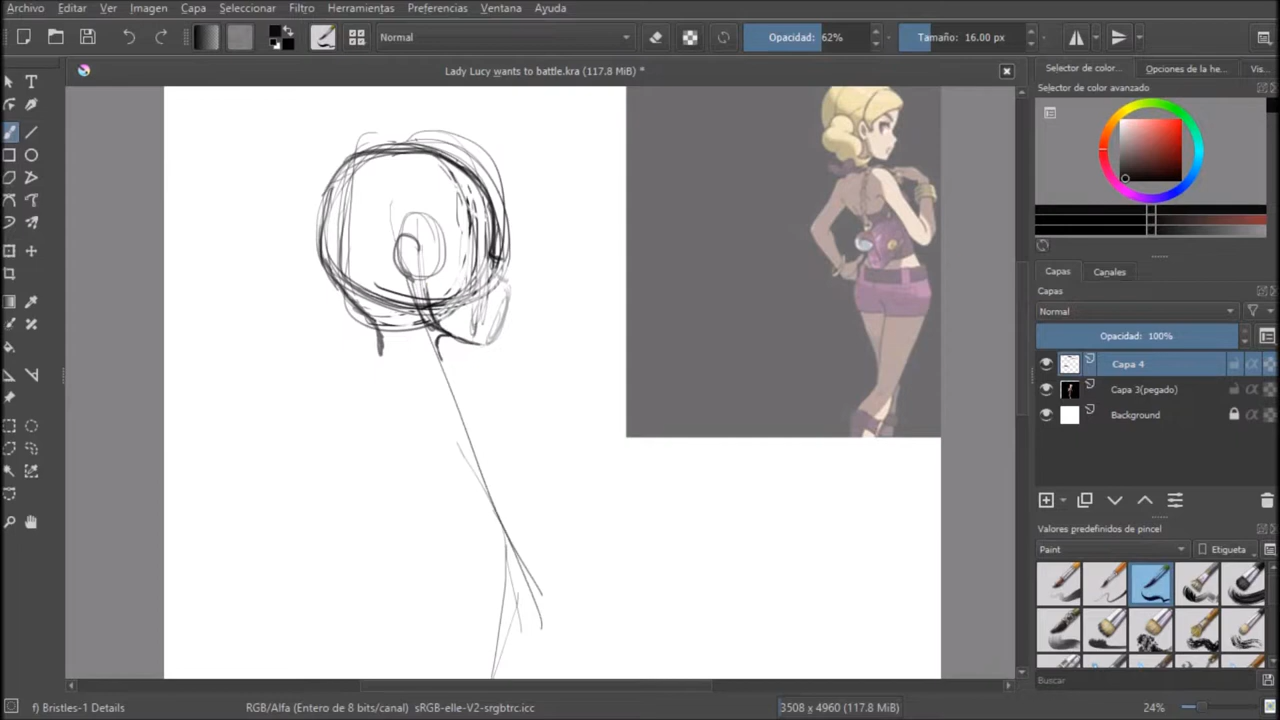 Archivo Editar Ver Imagen Capa Seleccionar Filtro Herramientas Preferencias Ventana Ayuda
Normal Opacidad: 62% Tamaño: 16.00 px
Lady Lucy wants to battle.kra (117.8 MiB) *
Selector de color... Opciones de la he... Vis...
Selector de color avanzado
Capas Canales
Capas
Normal
Opacidad: 100%
Capa 4
Capa 3(pegado)
Background
Valores predefinidos de pincel
Paint Etiqueta
Buscar
f) Bristles-1 Details RGB/Alfa (Entero de 8 bits/canal) sRGB-elle-V2-srgbtrc.icc 3508 x 4960 (117.8 MiB) 24%